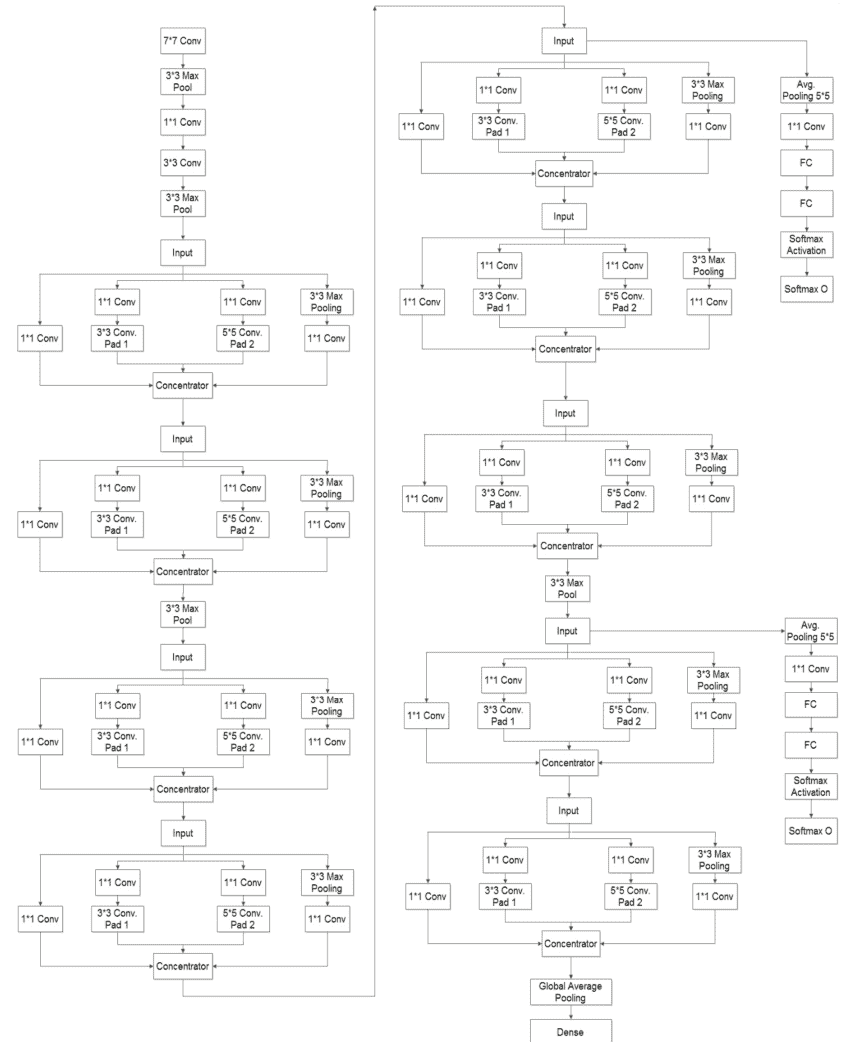 7*7 Conv
3*3 Max
Pool
1*1 Conv
3*3 Conv
3*3 Max
Pool
Input
1*1 Conv
1*1 Conv
3*3 Max
Pooling
1*1 Conv
3*3 Conv.
Pad 1
5*5 Conv.
Pad 2
1*1 Conv
Concentrator
Input
1*1 Conv
1*1 Conv
3*3 Max
Pooling
1*1 Conv
3*3 Conv.
Pad 1
5*5 Conv.
Pad 2
1*1 Conv
Concentrator
3*3 Max
Pool
Input
1*1 Conv
1*1 Conv
3*3 Max
Pooling
1*1 Conv
3*3 Conv.
Pad 1
5*5 Conv.
Pad 2
1*1 Conv
Concentrator
Input
1*1 Conv
1*1 Conv
3*3 Max
Pooling
1*1 Conv
3*3 Conv.
Pad 1
5*5 Conv.
Pad 2
1*1 Conv
Concentrator
Input
1*1 Conv
1*1 Conv
3*3 Max
Pooling
1*1 Conv
3*3 Conv.
Pad 1
5*5 Conv.
Pad 2
1*1 Conv
Concentrator
Avg.
Pooling 5*5
1*1 Conv
FC
FC
Softmax
Activation
Softmax O
Input
1*1 Conv
1*1 Conv
3*3 Max
Pooling
1*1 Conv
3*3 Conv.
Pad 1
5*5 Conv.
Pad 2
1*1 Conv
Concentrator
Input
1*1 Conv
1*1 Conv
3*3 Max
Pooling
1*1 Conv
3*3 Conv.
Pad 1
5*5 Conv.
Pad 2
1*1 Conv
Concentrator
3*3 Max
Pool
Input
1*1 Conv
1*1 Conv
3*3 Max
Pooling
1*1 Conv
3*3 Conv.
Pad 1
5*5 Conv.
Pad 2
1*1 Conv
Concentrator
Avg.
Pooling 5*5
1*1 Conv
FC
FC
Softmax
Activation
Softmax O
Input
1*1 Conv
1*1 Conv
3*3 Max
Pooling
1*1 Conv
3*3 Conv.
Pad 1
5*5 Conv.
Pad 2
1*1 Conv
Concentrator
Global Average
Pooling
Dense